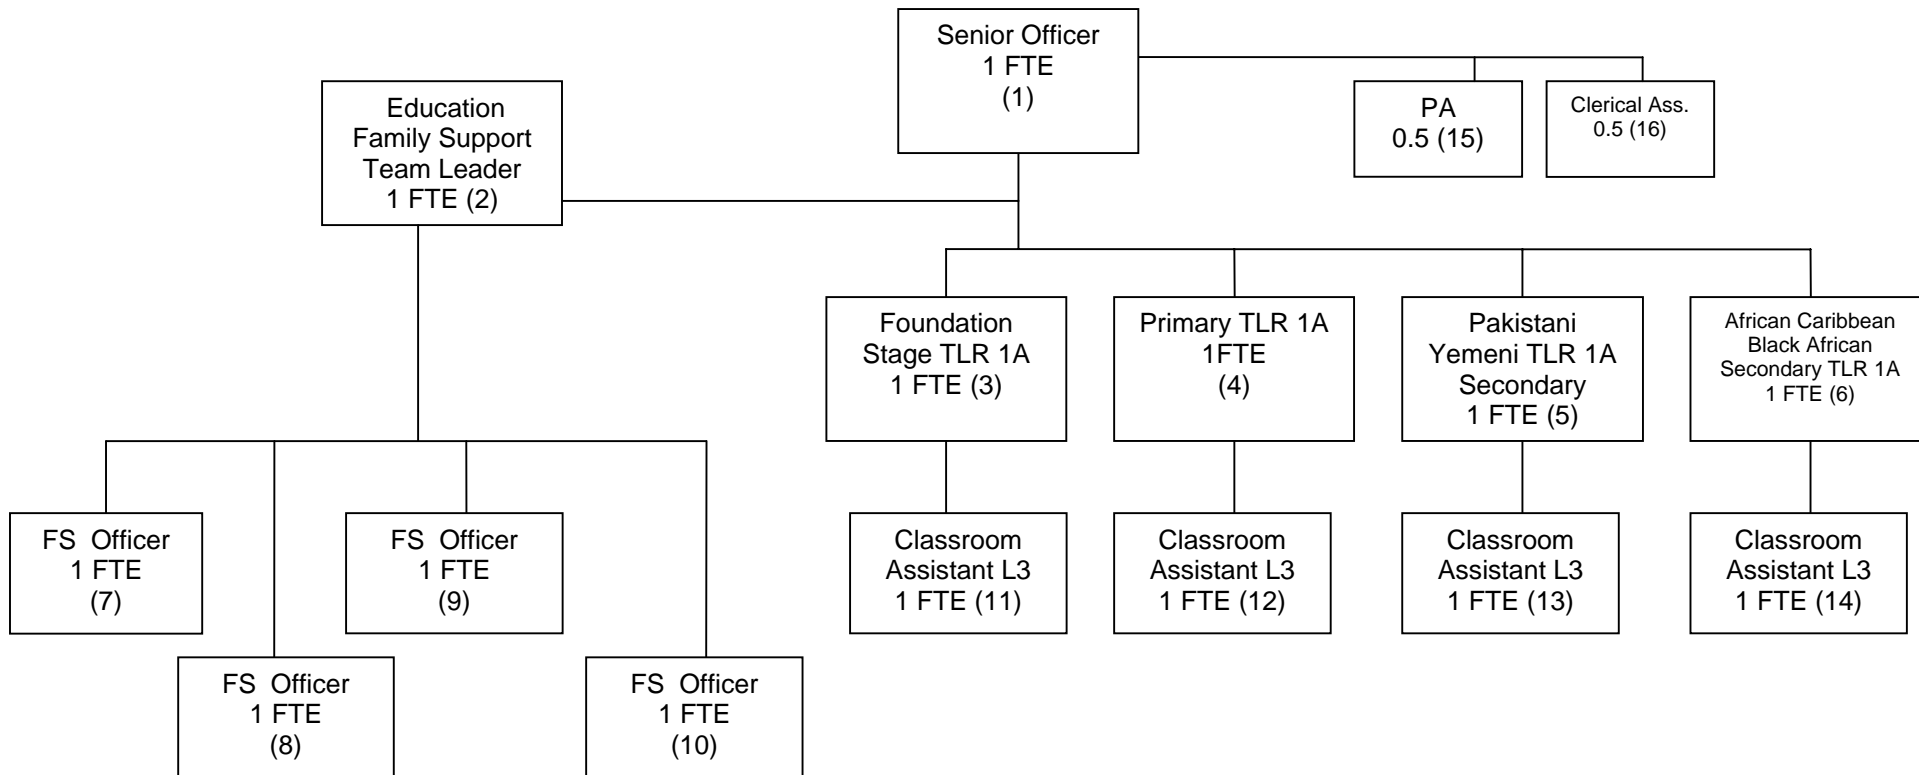 Senior Officer
1 FTE
(1)
PA
0.5 (15)
Clerical Ass.
0.5 (16)
Education
Family Support
Team Leader
1 FTE (2)
Foundation
Stage TLR 1A
1 FTE (3)
Primary TLR 1A
1FTE
(4)
Pakistani
Yemeni TLR 1A
Secondary
1 FTE (5)
African Caribbean
Black African
Secondary TLR 1A
1 FTE (6)
FS  Officer
1 FTE
(7)
FS  Officer
1 FTE
(9)
Classroom
Assistant L3
1 FTE (11)
Classroom
Assistant L3
1 FTE (12)
Classroom
Assistant L3
1 FTE (13)
Classroom
Assistant L3
1 FTE (14)
FS  Officer
1 FTE
(8)
FS  Officer
1 FTE
(10)